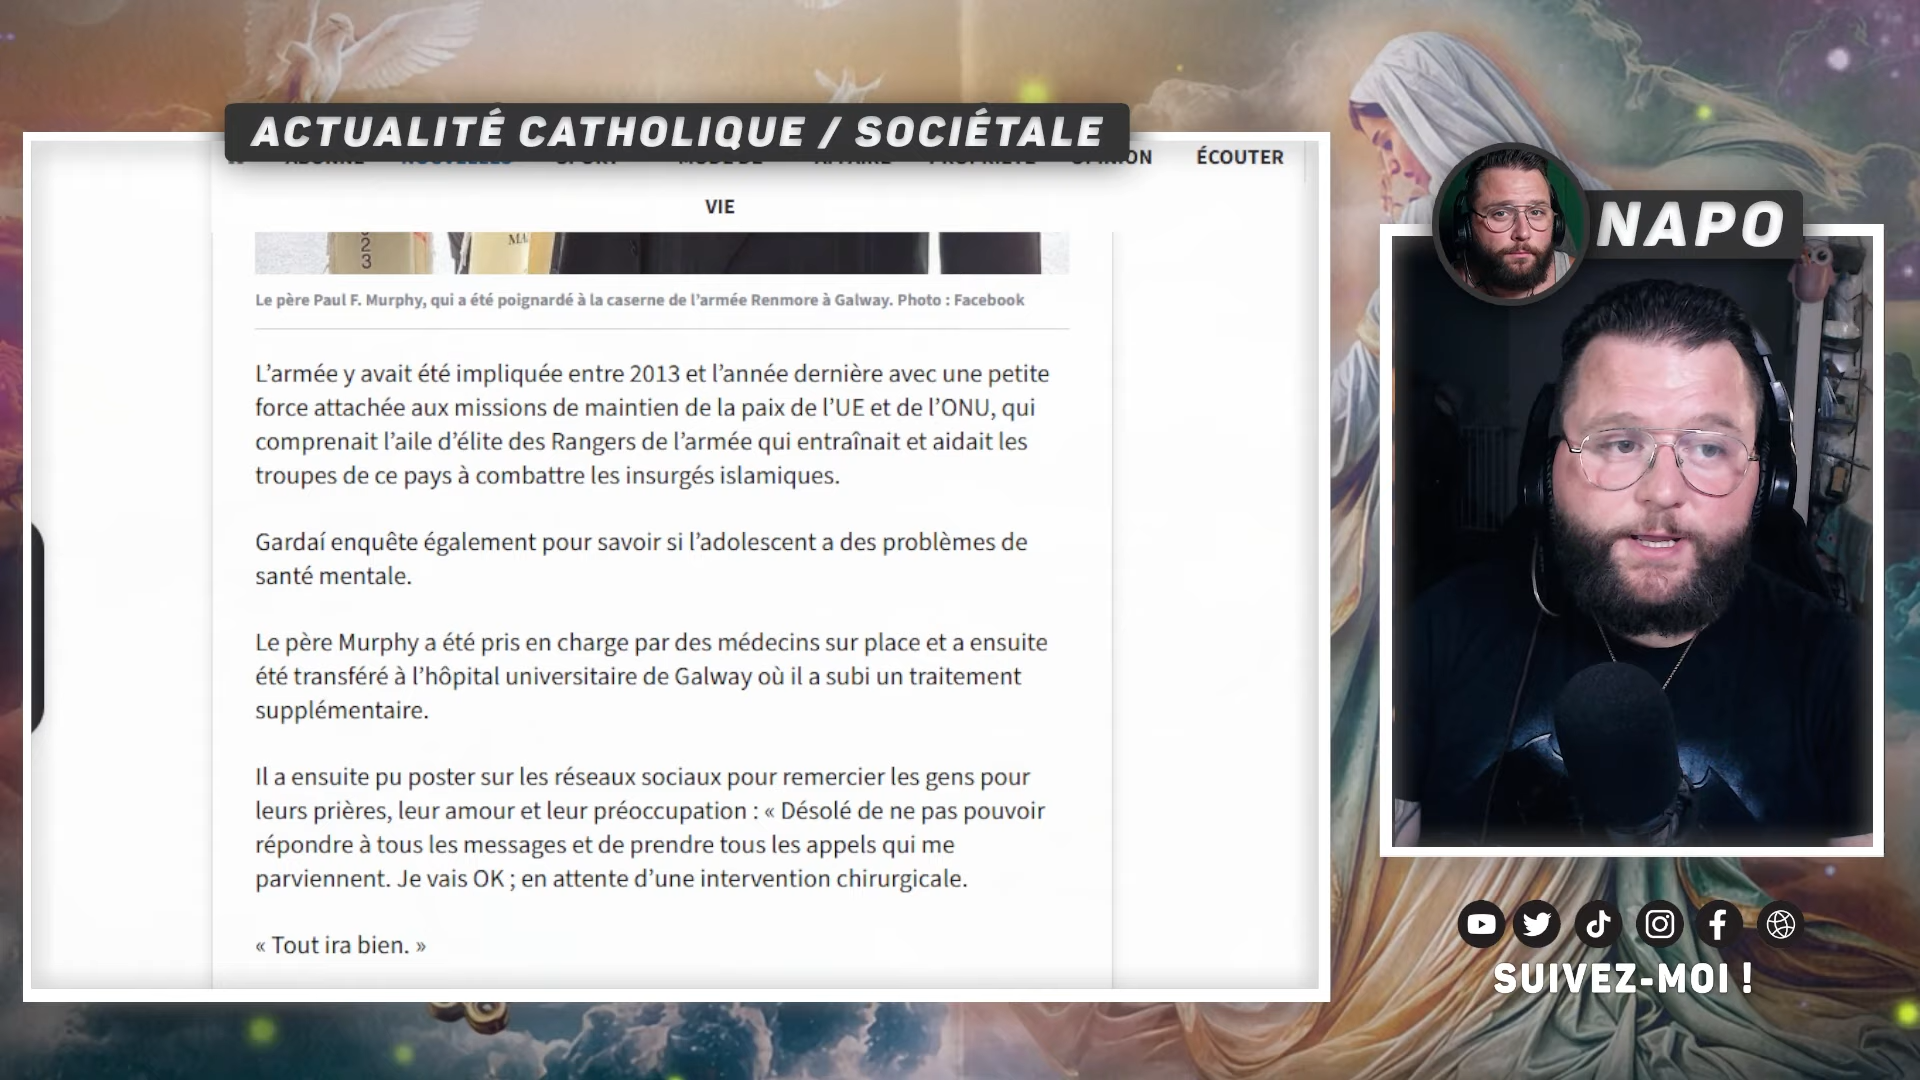 ACTUALITÉ CATHOLIQUE / SOCIÉTALE
ÉCOUTER
VIE
NAPO
323
MA
Le père Paul F. Murphy, qui a été poignardé à la caserne de l’armée Renmore à Galway. Photo : Facebook
L’armée y avait été impliquée entre 2013 et l’année dernière avec une petite
force attachée aux missions de maintien de la paix de l’UE et de l’ONU, qui
comprenait l’aile d’élite des Rangers de l’armée qui entraînait et aidait les
troupes de ce pays à combattre les insurgés islamiques.
Gardaí enquête également pour savoir si l’adolescent a des problèmes de
santé mentale.
Le père Murphy a été pris en charge par des médecins sur place et a ensuite
été transféré à l’hôpital universitaire de Galway où il a subi un traitement
supplémentaire.
Il a ensuite pu poster sur les réseaux sociaux pour remercier les gens pour
leurs prières, leur amour et leur préoccupation : « Désolé de ne pas pouvoir
répondre à tous les messages et de prendre tous les appels qui me
parviennent. Je vais OK ; en attente d’une intervention chirurgicale.
« Tout ira bien. »
SUIVEZ-MOI !